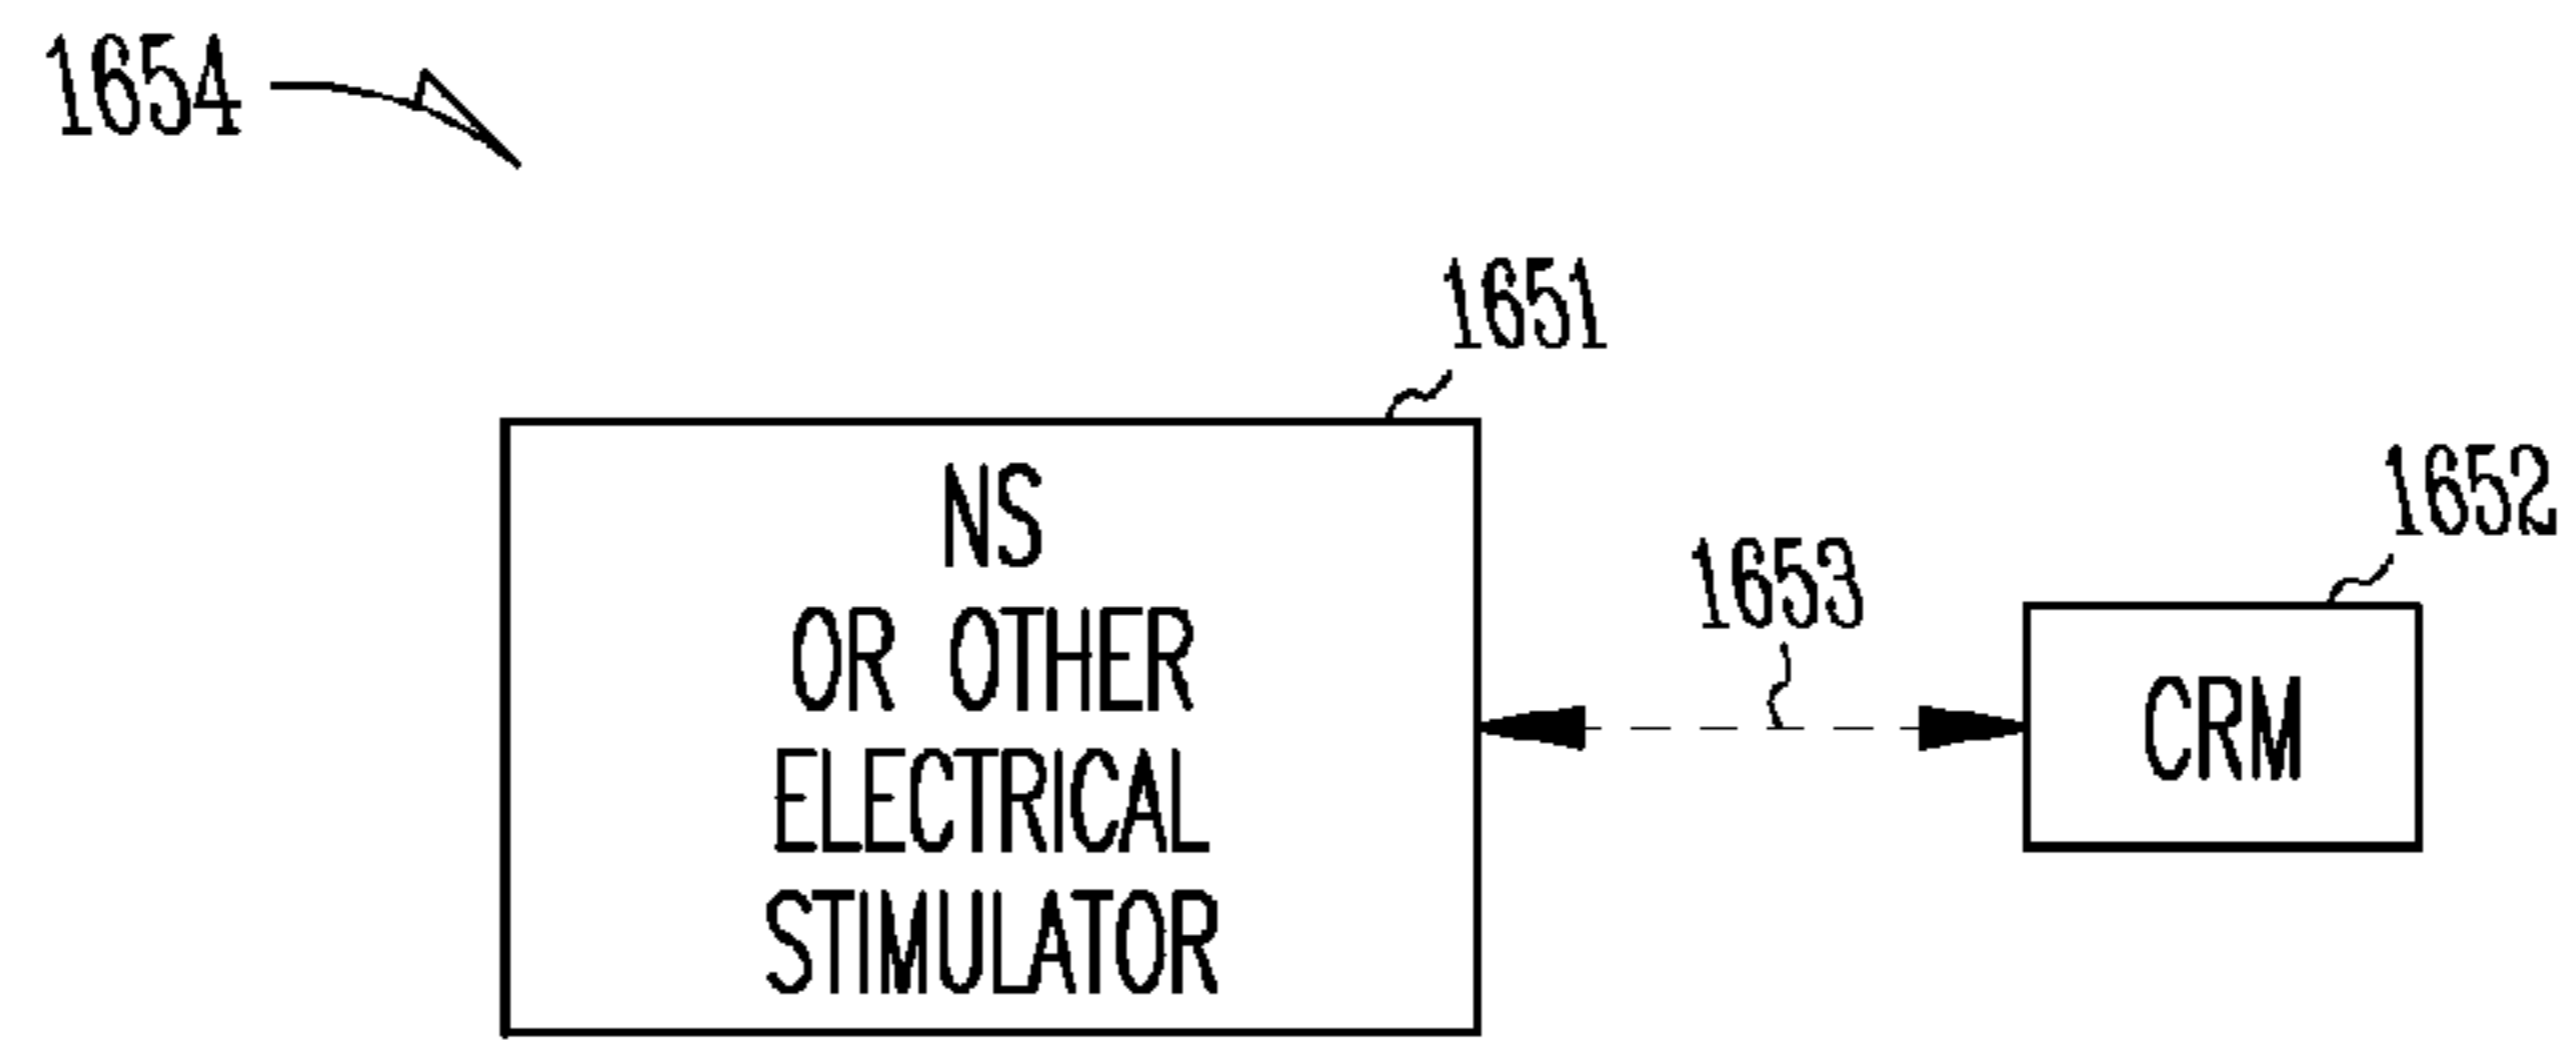 1654
1651
NS
OR OTHER
ELECTRICAL
STIMULATOR
1653
1652
CRM